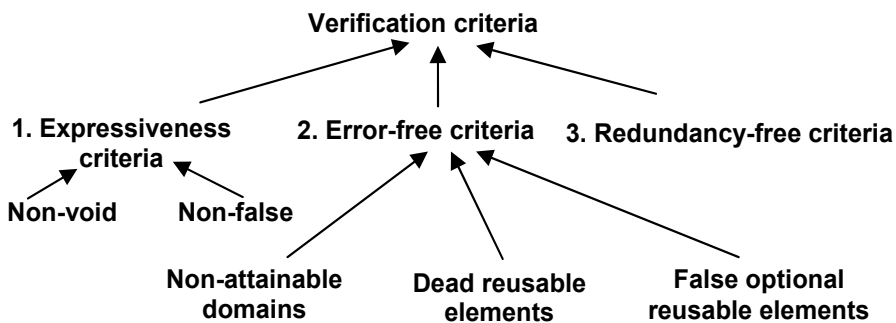 Verification criteria
1. Expressiveness
criteria
2. Error-free criteria
3. Redundancy-free criteria
Non-void
Non-false
Non-attainable
domains
Dead reusable
elements
False optional
reusable elements